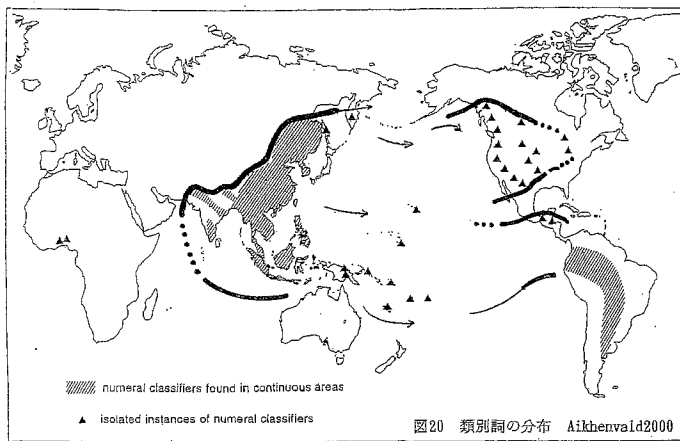 numeral classifiers found in continuous areas
isolated instances of numeral classifiers
図20 類別詞の分布 Aikhenvald2000